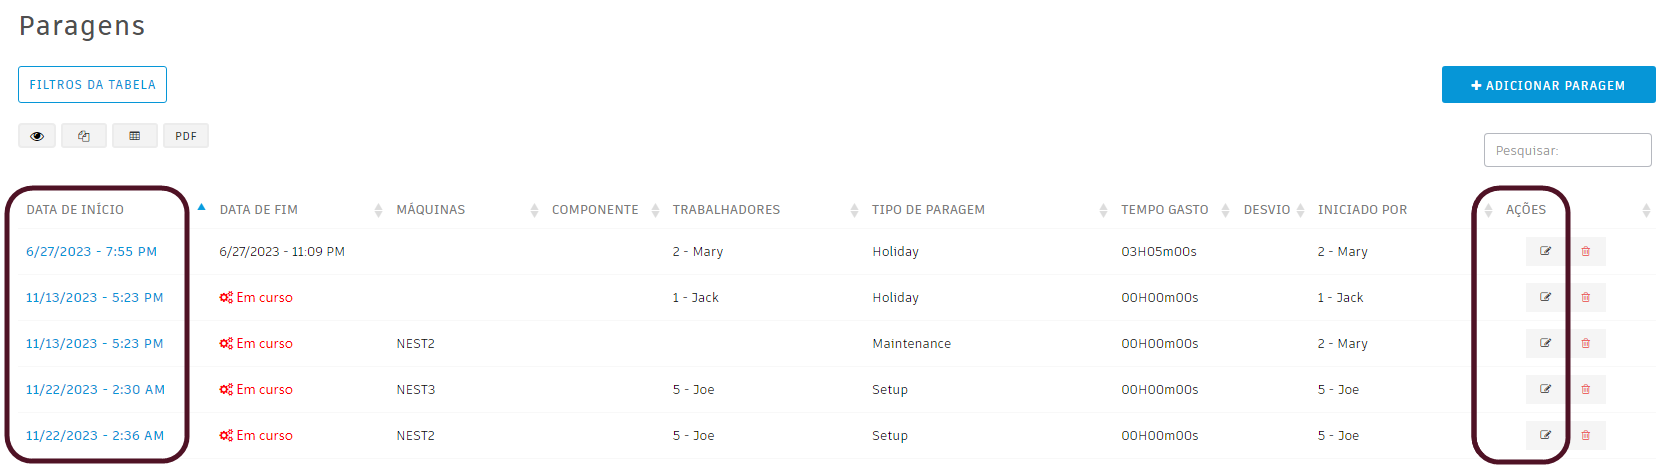 Paragens
FILTROS DA TABELA
+ ADICIONAR PARAGEM
PDF
Pesquisar:
DATA DE INÍCIO DATA DE FIM MÁQUINAS COMPONENTE TRABALHADORES TIPO DE PARAGEM TEMPO GASTO DESVIO INICIADO POR AÇÕES
6/27/2023 - 7:55 PM 6/27/2023 - 11:09 PM 2 - Mary Holiday 03H05m00s 2 - Mary
11/13/2023 - 5:23 PM Em curso 1 - Jack Holiday 00H00m00s 1 - Jack
11/13/2023 - 5:23 PM Em curso NEST2 Maintenance 00H00m00s 2 - Mary
11/22/2023 - 2:30 AM Em curso NEST3 5 - Joe Setup 00H00m00s 5 - Joe
11/22/2023 - 2:36 AM Em curso NEST2 5 - Joe Setup 00H00m00s 5 - Joe